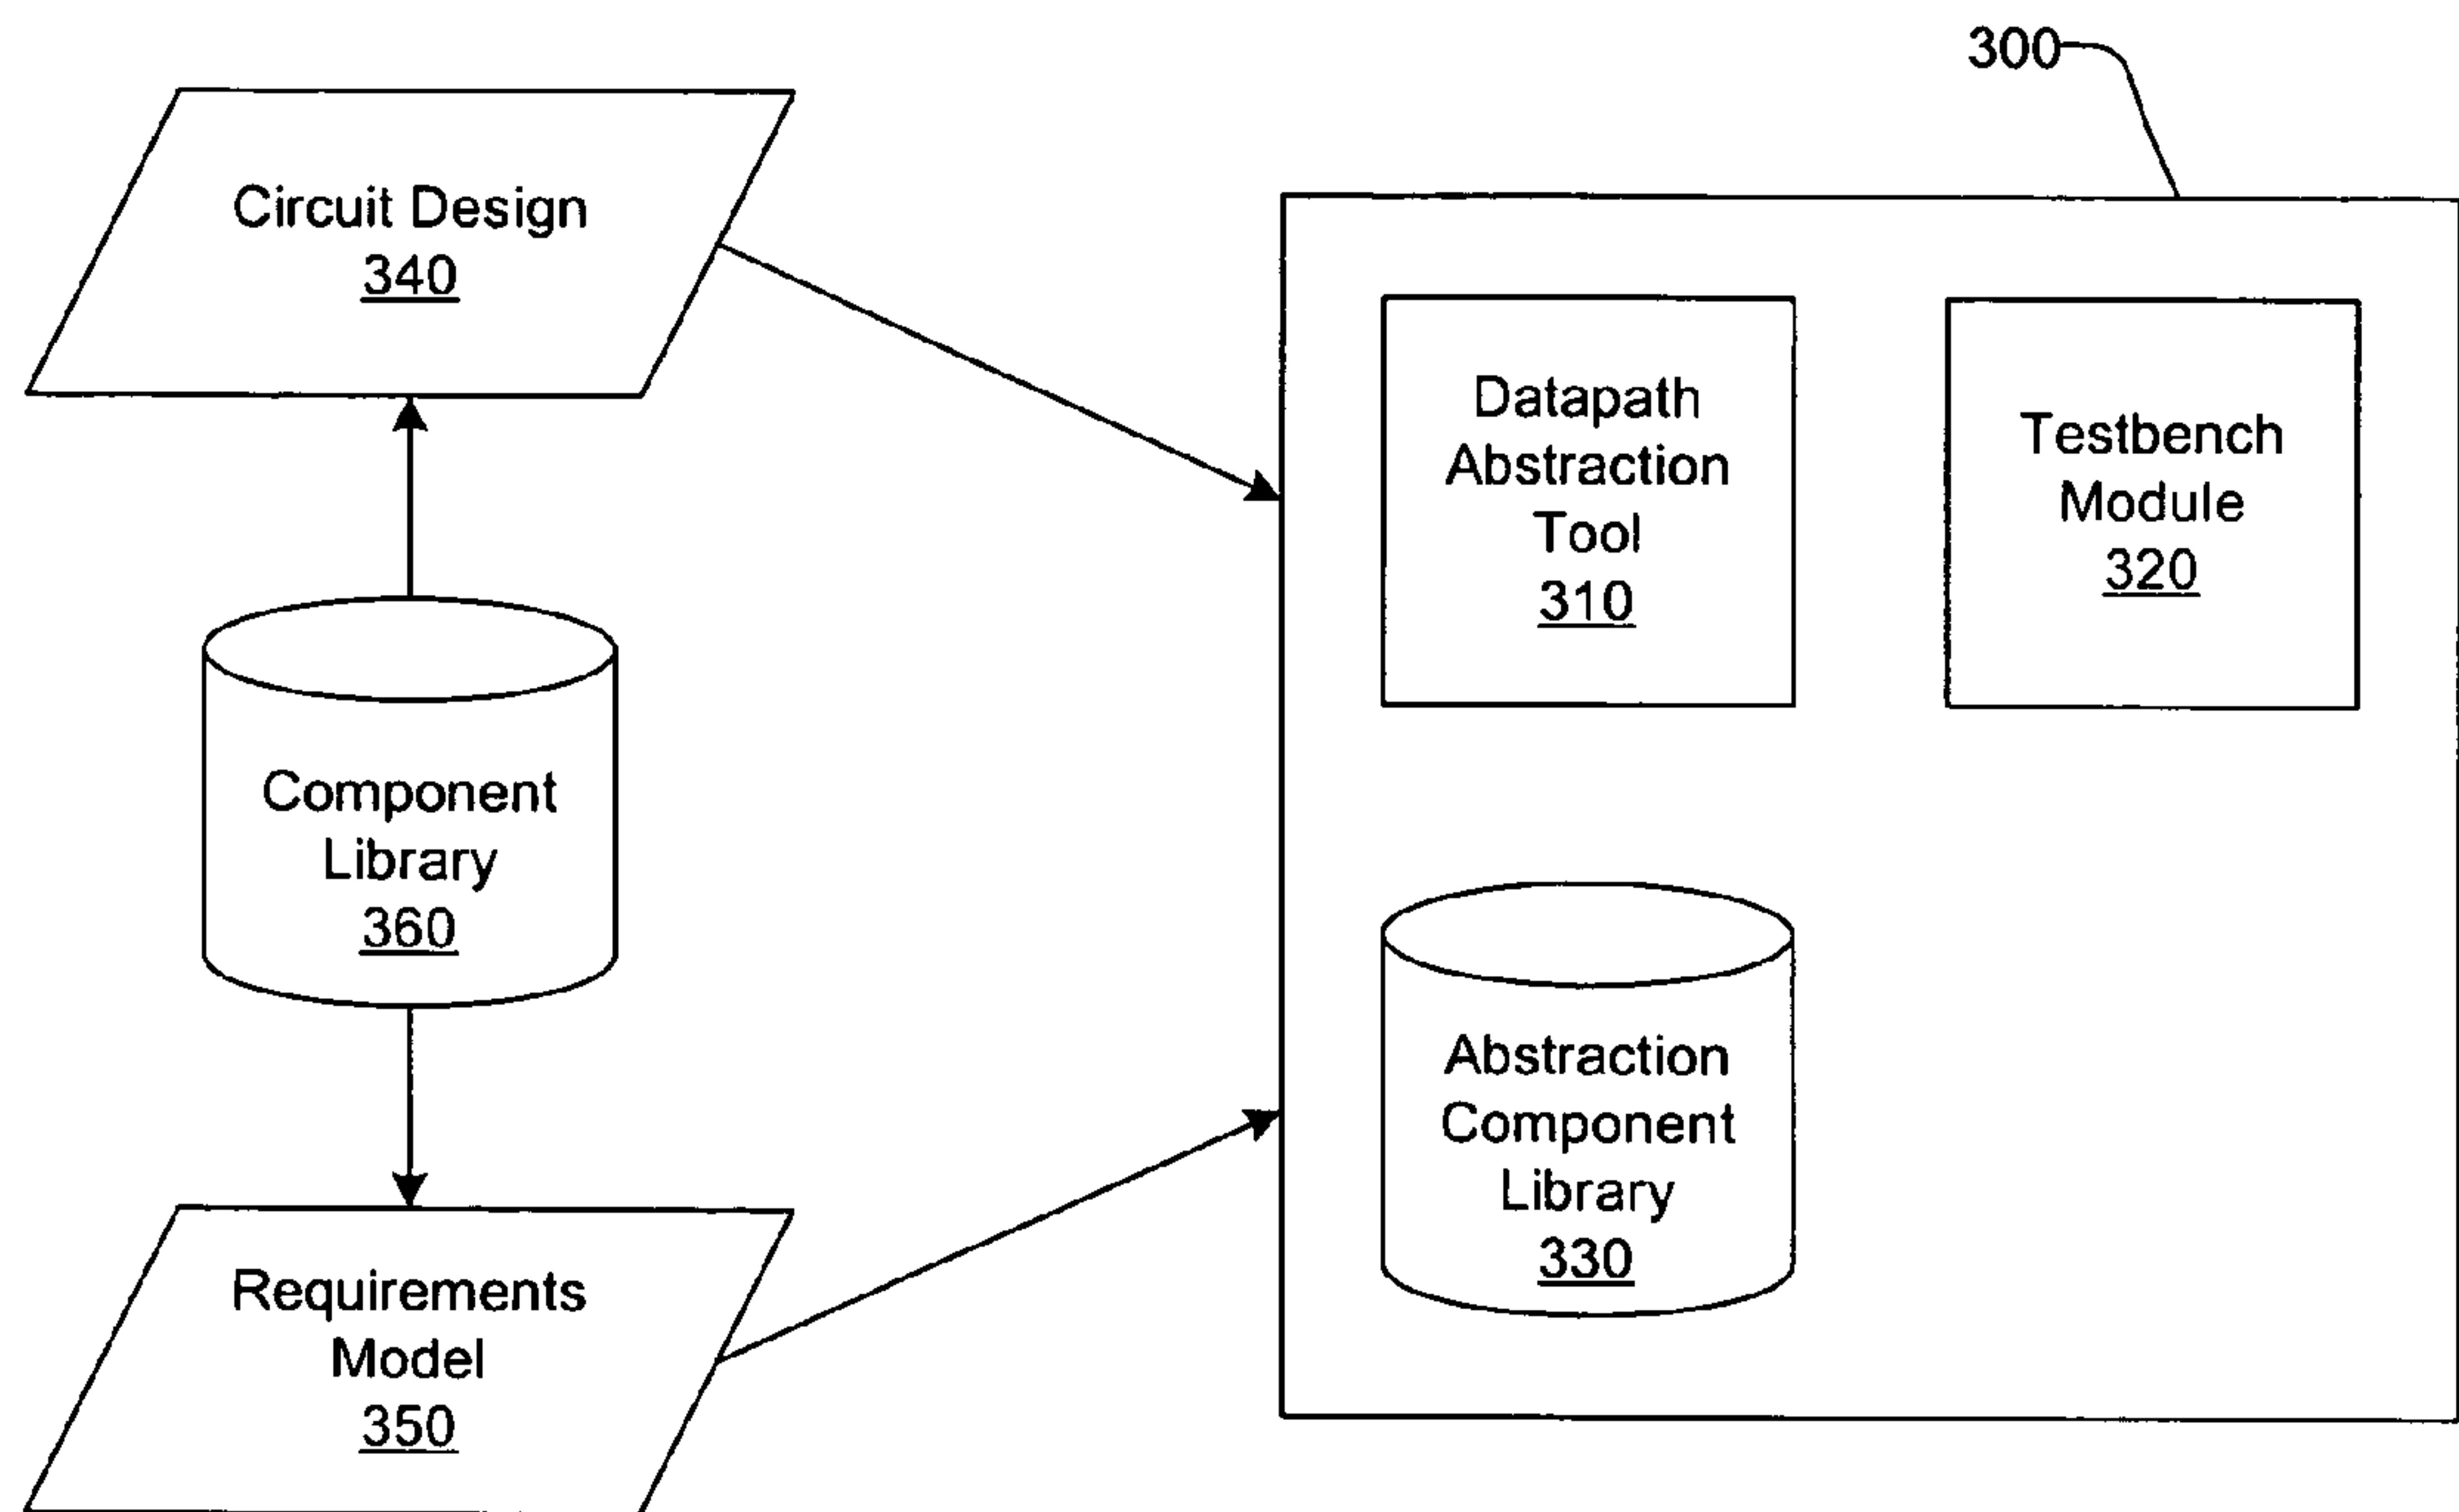 300
Circuit Design
340
Datapath
Abstraction
Tool
310
Testbench
Module
320
Component
Library
360
Abstraction
Component
Library
330
Requirements
Model
350